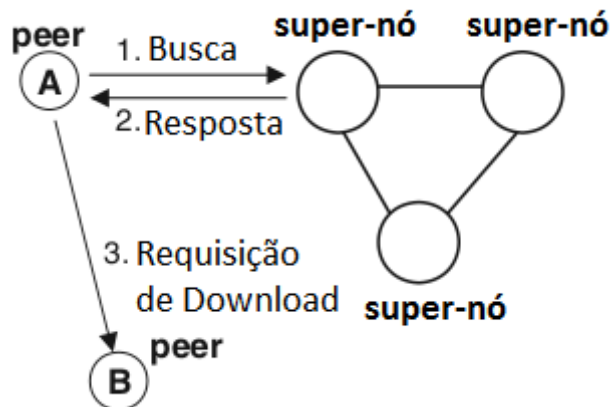 peer
A
1. Busca
2. Resposta
super-nó
super-nó
3. Requisição
de Download
super-nó
peer
B